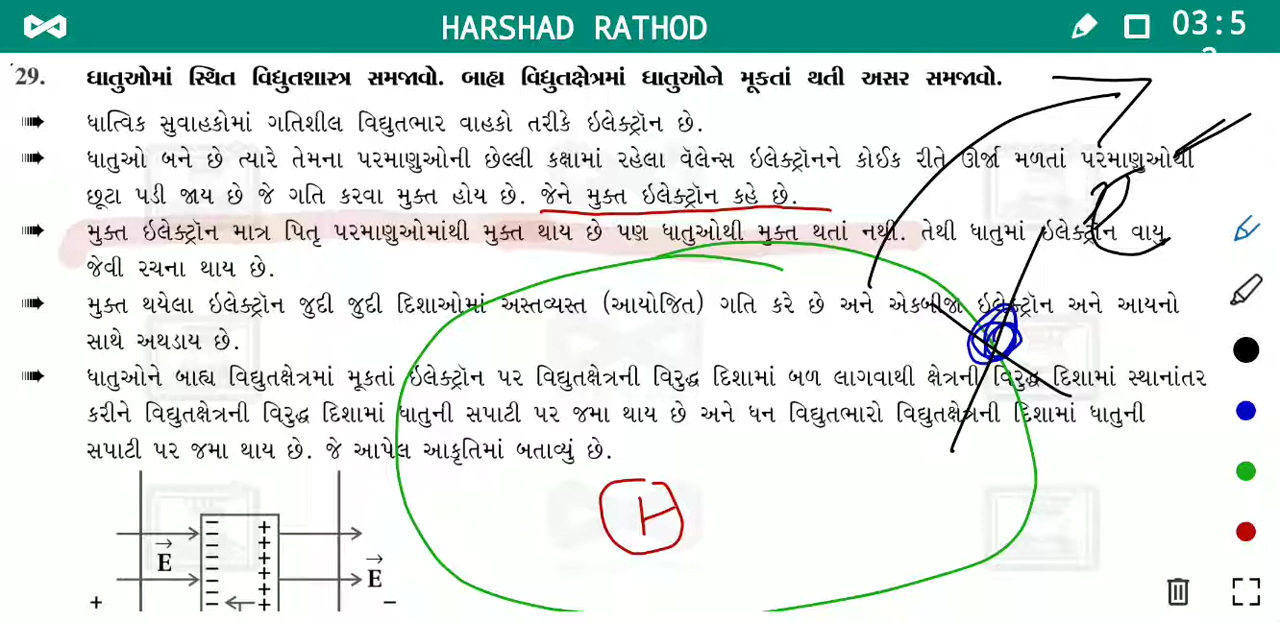 HARSHAD RATHOD
03:5
29. ધાતુઓમાં સ્થિત વિદ્યુતશાસ્ત્ર સમજાવો. બાહ્ય વિદ્યુતક્ષેત્રમાં ધાતુઓને મૂકતાં થતી અસર સમજાવો.
ધાત્વિક સુવાહકોમાં ગતિશીલ વિદ્યુતભાર વાહકો તરીકે ઇલેક્ટ્રૉન છે.
ધાતુઓ બને છે ત્યારે તેમના પરમાણુઓની છેલ્લી કક્ષામાં રહેલા વૅલેન્સ ઇલેક્ટ્રૉનને કોઈક રીતે ઊર્જા મળતાં પરમાણુઓથી
છૂટા પડી જાય છે જે ગતિ કરવા મુક્ત હોય છે. જેને મુક્ત ઇલેક્ટ્રૉન કહે છે.
મુક્ત ઇલેક્ટ્રૉન માત્ર પિતૃ પરમાણુઓમાંથી મુક્ત થાય છે પણ ધાતુઓથી મુક્ત થતાં નથી. તેથી ધાતુમાં ઇલેક્ટ્રૉન વાયુ
જેવી રચના થાય છે.
મુક્ત થયેલા ઇલેક્ટ્રૉન જુદી જુદી દિશાઓમાં અસ્તવ્યસ્ત (આયોજિત) ગતિ કરે છે અને એકબીજા ઇલેક્ટ્રૉન અને આયનો
સાથે અથડાય છે.
ધાતુઓને બાહ્ય વિદ્યુતક્ષેત્રમાં મૂકતાં ઇલેક્ટ્રૉન પર વિદ્યુતક્ષેત્રની વિરુદ્ધ દિશામાં બળ લાગવાથી ક્ષેત્રની વિરુદ્ધ દિશામાં સ્થાનાંતર
કરીને વિદ્યુતક્ષેત્રની વિરુદ્ધ દિશામાં ધાતુની સપાટી પર જમા થાય છે અને ધન વિદ્યુતભારો વિદ્યુતક્ષેત્રની દિશામાં ધાતુની
સપાટી પર જમા થાય છે. જે આપેલ આકૃતિમાં બતાવ્યું છે.
E
E
+ −